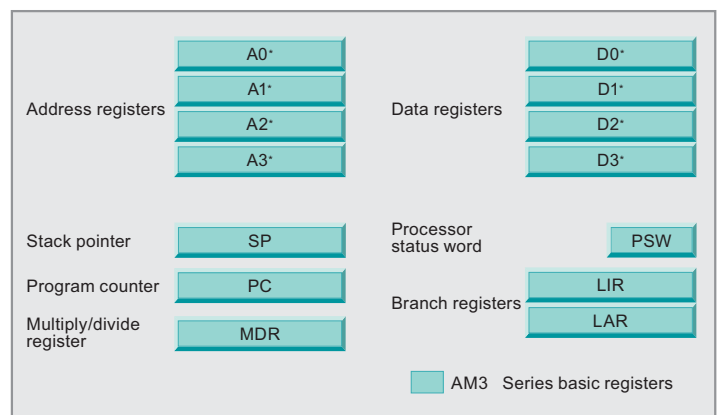 Address registers
A0*
A1*
A2*
A3*
Data registers
D0*
D1*
D2*
D3*
Stack pointer
SP
Program counter
PC
Multiply/divide
register
MDR
Processor
status word
PSW
Branch registers
LIR
LAR
AM3 Series basic registers